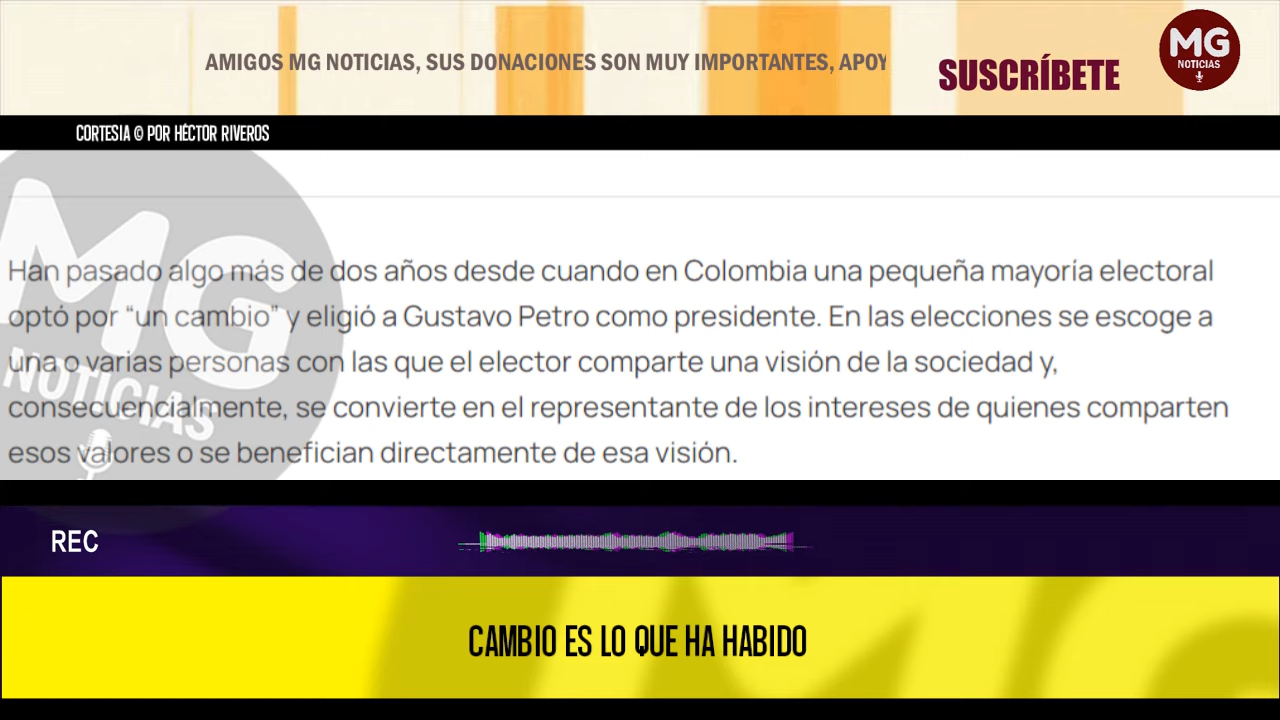 AMIGOS MG NOTICIAS, SUS DONACIONES SON MUY IMPORTANTES, APOY
SUSCRÍBETE
MG
NOTICIAS
CORTESIA © POR HÉCTOR RIVEROS
MG
NOTICIAS
Han pasado algo más de dos años desde cuando en Colombia una pequeña mayoría electoral
optó por “un cambio” y eligió a Gustavo Petro como presidente. En las elecciones se escoge a
una o varias personas con las que el elector comparte una visión de la sociedad y,
consecuencialmente, se convierte en el representante de los intereses de quienes comparten
esos valores o se benefician directamente de esa visión.
REC
CAMBIO ES LO QUE HA HABIDO